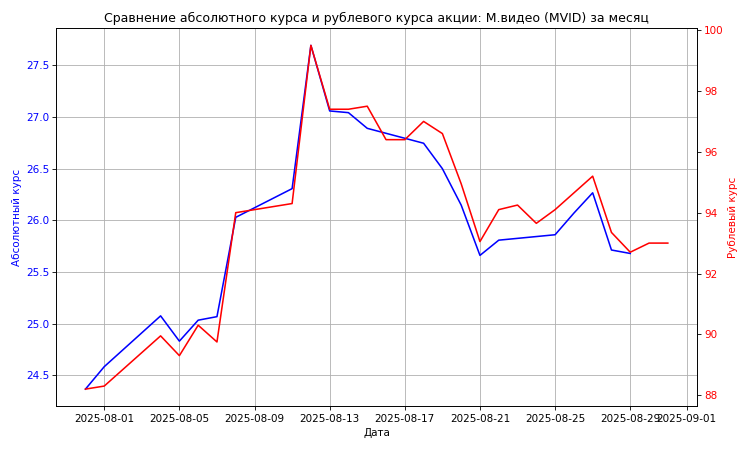 Сравнение абсолютного курса и рублевого курса акции: М.видео (MVID) за месяц
Абсолютный курс
27.5
27.0
26.5
26.0
25.5
25.0
24.5
100
98
96
94
92
90
88
Рублевый курс
2025-08-01 2025-08-05 2025-08-09 2025-08-13 2025-08-17 2025-08-21 2025-08-25 2025-08-29 2025-09-01
Дата